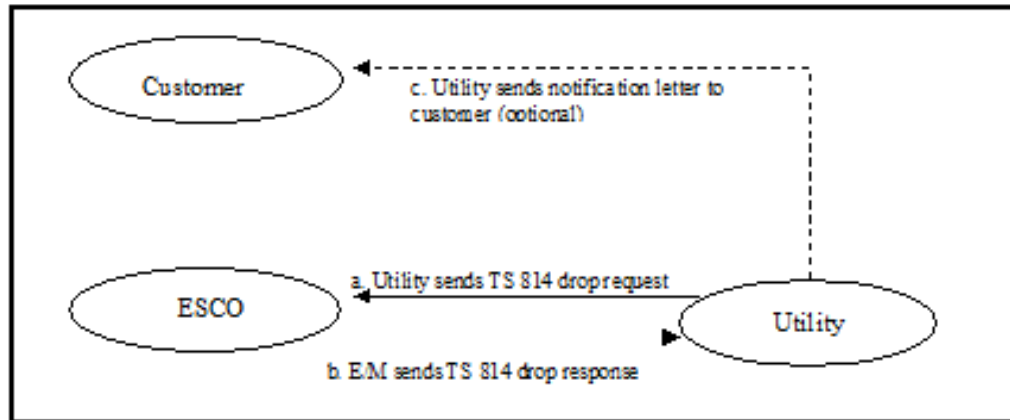 Customer
c. Utility sends notification letter to
customer (optional)
a. Utility sends TS 814 drop request
ESCO
Utility
b. E/M sends TS 814 drop response